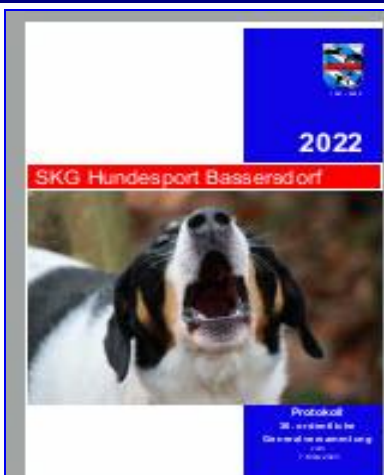 2022
SKG Hundesport Bassersdorf
Protokoll
ordentliche
Generalversammlung